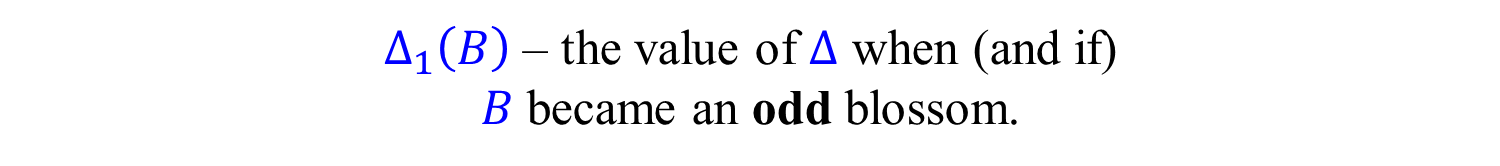 Δ₁(B) – the value of Δ when (and if)
B became an odd blossom.